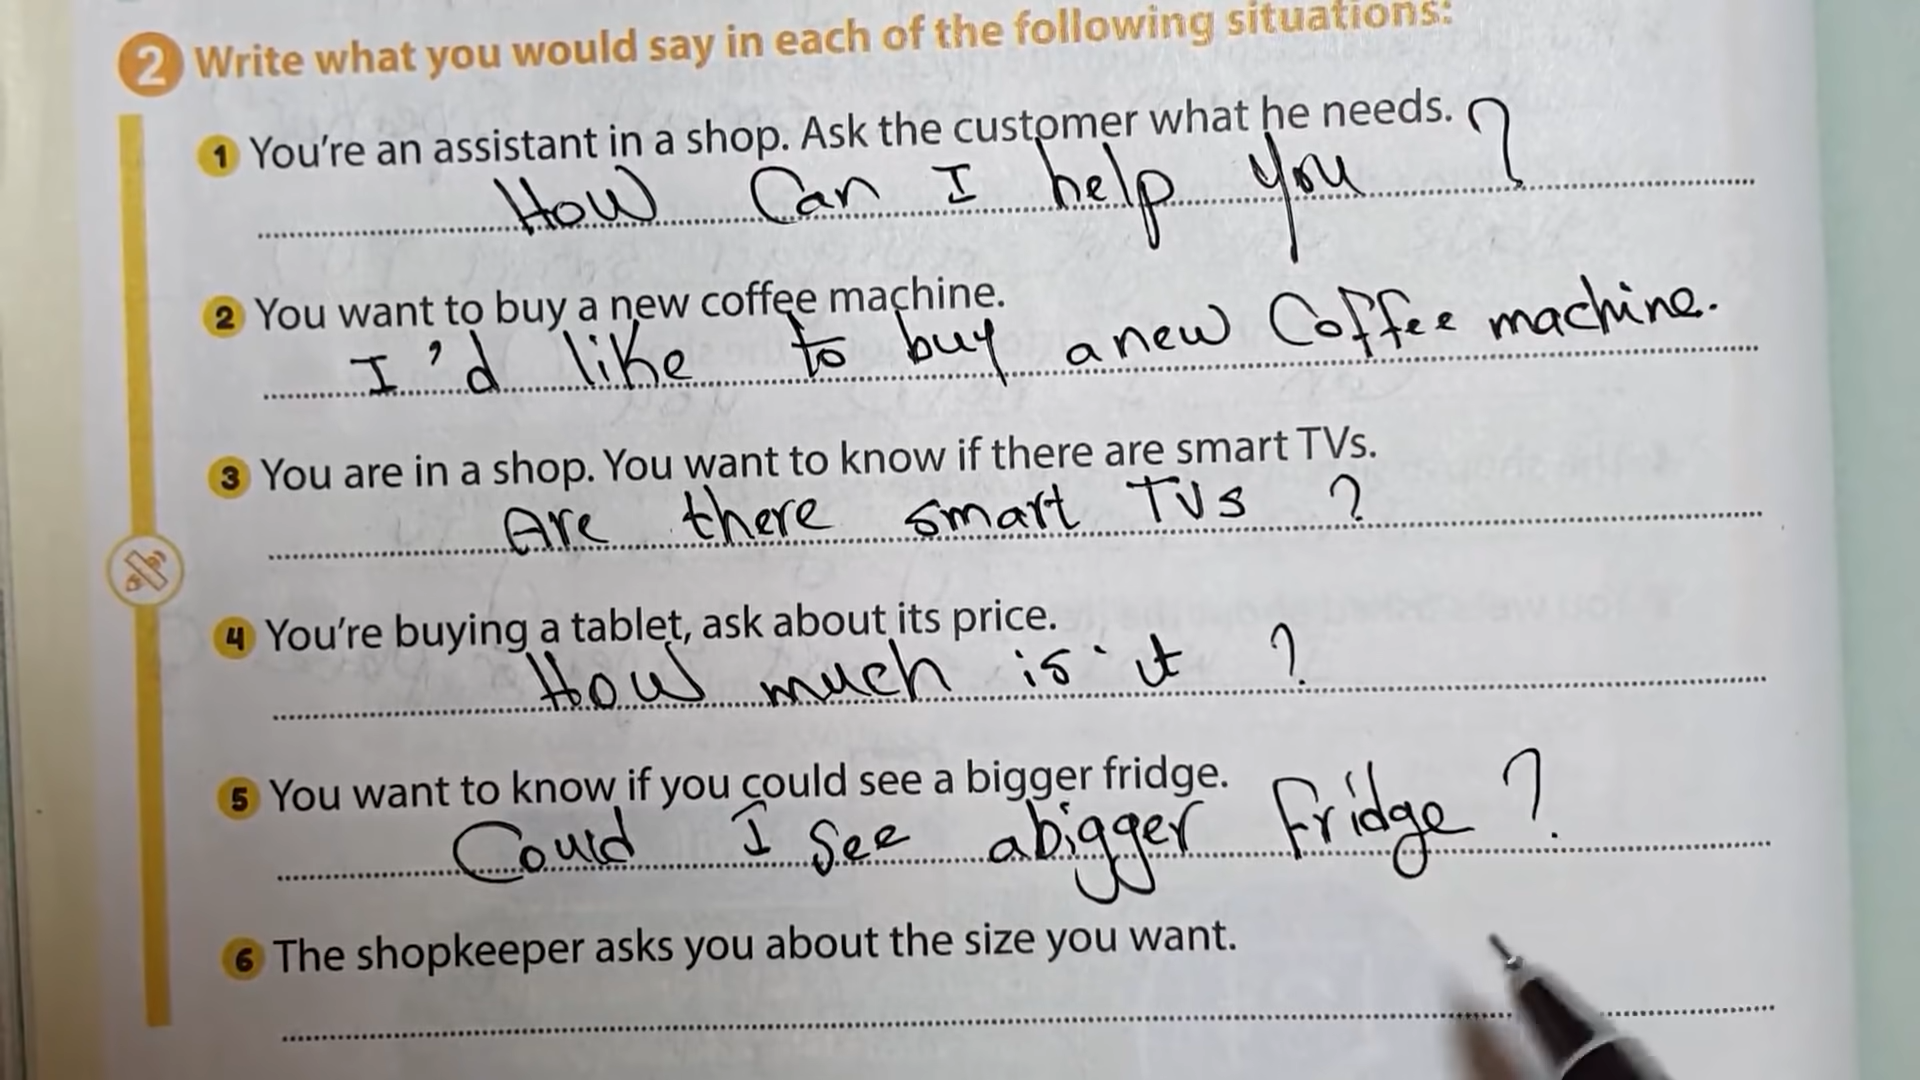 2 Write what you would say in each of the following situations:
1 You're an assistant in a shop. Ask the customer what he needs.
How Can I help you ?
2 You want to buy a new coffee machine.
I'd like to buy a new Coffee machine.
3 You are in a shop. You want to know if there are smart TVs.
Are there smart TVs ?
4 You're buying a tablet, ask about its price.
How much is it ?
5 You want to know if you could see a bigger fridge.
Could I see a bigger Fridge ?
6 The shopkeeper asks you about the size you want.